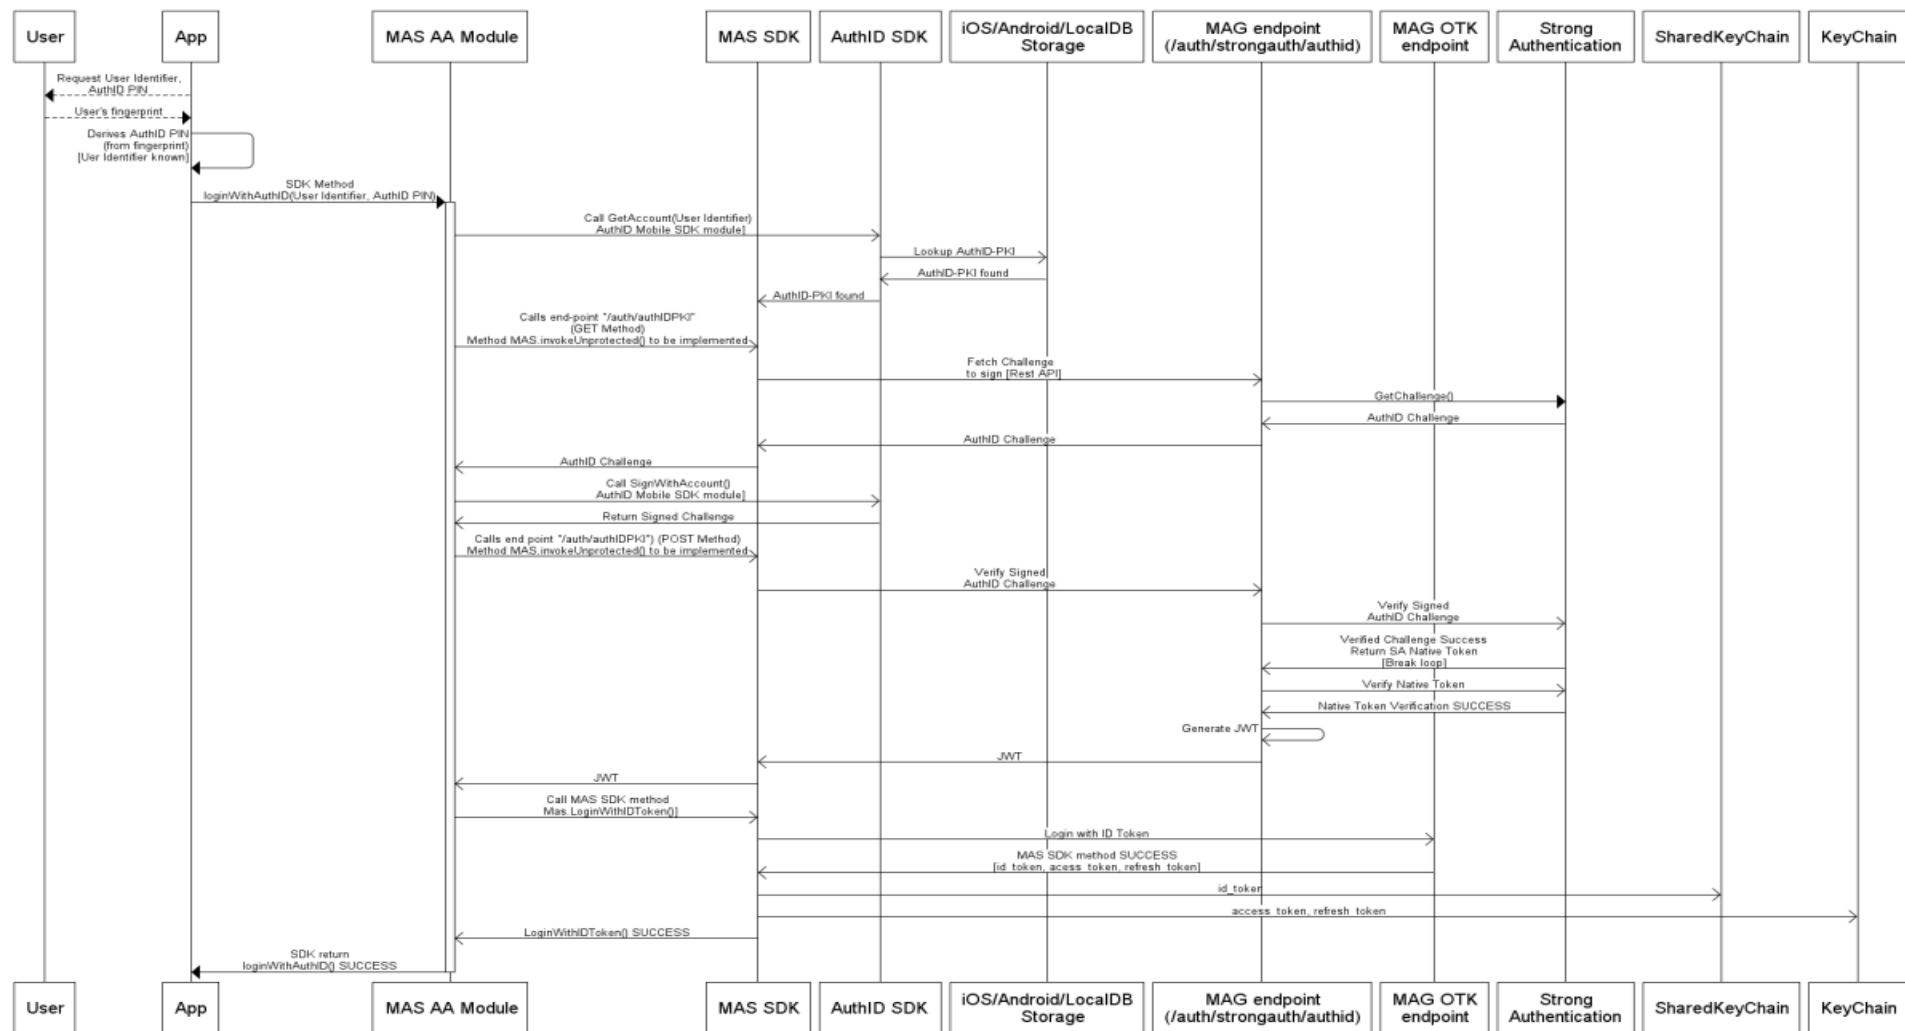 User
App
MAS AA Module
MAS SDK
AuthID SDK
iOS/Android/LocalDB
Storage
MAG endpoint
(/auth/strongauth/authid)
MAG OTK
endpoint
Strong
Authentication
SharedKeyChain
KeyChain
Request User Identifier,
AuthID PIN
User's fingerprint
Derives AuthID PIN
(from fingerprint)
[Uer Identifier known]
SDK Method
loginWithAuthID(User Identifier, AuthID PIN)
Call GetAccount(User Identifier)
AuthID Mobile SDK module]
Lookup AuthID-PKI
AuthID-PKI found
AuthID-PKI found
Calls end-point "/auth/authIDPKI"
(GET Method)
Method MAS.invokeUnprotected() to be implemented
Fetch Challenge
to sign [Rest API]
GetChallenge()
AuthID Challenge
AuthID Challenge
AuthID Challenge
Call SignWithAccount()
AuthID Mobile SDK module]
Return Signed Challenge
Calls end point "/auth/authIDPKI") (POST Method)
Method MAS.invokeUnprotected() to be implemented
Verify Signed
AuthID Challenge
Verify Signed
AuthID Challenge
Verified Challenge Success
Return SA Native Token
[Break loop]
Verify Native Token
Native Token Verification SUCCESS
Generate JWT
JWT
JWT
Call MAS SDK method
Mas.LoginWithIDToken()]
Login with ID Token
MAS SDK method SUCCESS
[id_token, acess_token, refresh_token]
id_token
access_token, refresh_token
LoginWithIDToken() SUCCESS
SDK return
loginWithAuthID() SUCCESS
User
App
MAS AA Module
MAS SDK
AuthID SDK
iOS/Android/LocalDB
Storage
MAG endpoint
(/auth/strongauth/authid)
MAG OTK
endpoint
Strong
Authentication
SharedKeyChain
KeyChain